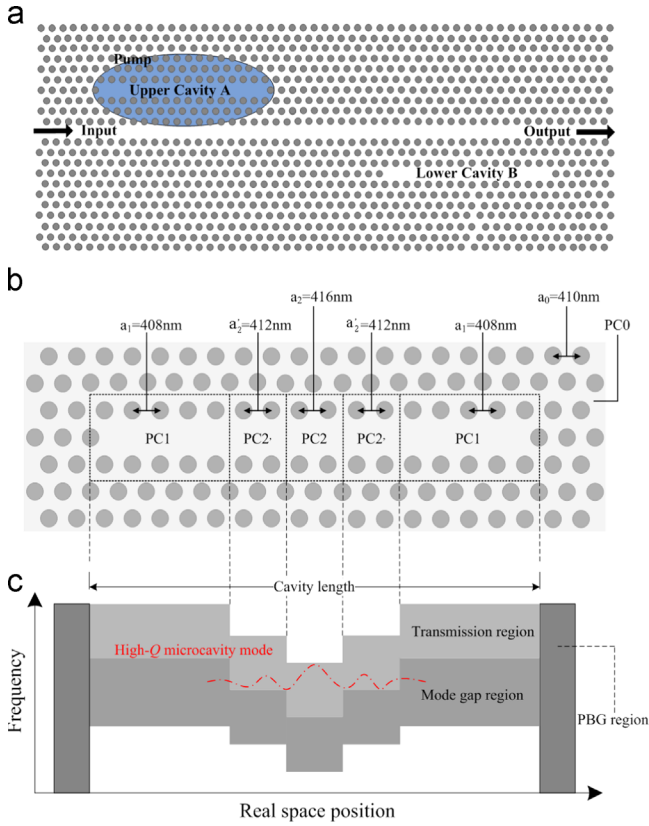 a
Pump
Upper Cavity A
Input
Output
Lower Cavity B
b
a₂=416nm
a₁=408nm
a₂'=412nm
a₂'=412nm
a₁=408nm
a₀=410nm
PC0
PC1
PC2'
PC2
PC2'
PC1
c
Cavity length
High-Q microcavity mode
Transmission region
Mode gap region
PBG region
Frequency
Real space position